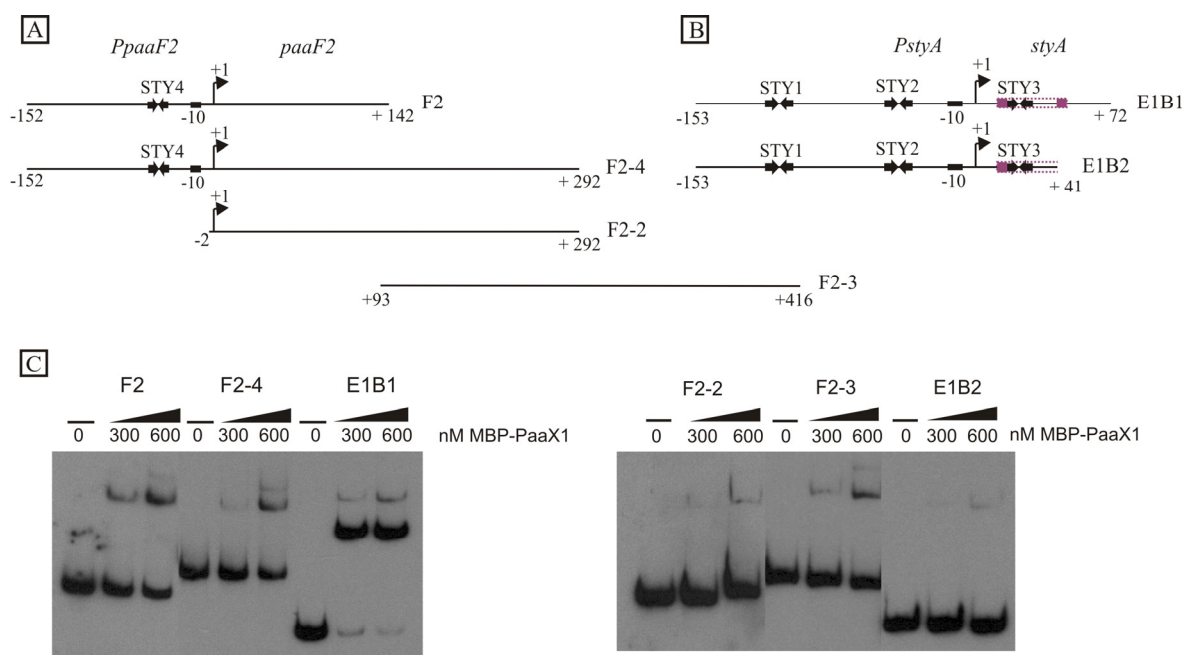 A
PpaaF2 paaF2
+1
STY4
F2
-152 -10 +142
+1
STY4
F2-4
-152 -10 +292
F2-2
-2 +292
F2-3
+93 +416
B
PstyA styA
+1
STY1 STY2 STY3
E1B1
-153 -10 +72
+1
STY1 STY2 STY3
E1B2
-153 -10 +41
C
F2 F2-4 E1B1
0 300 600 0 300 600 0 300 600 nM MBP-PaaX1
F2-2 F2-3 E1B2
0 300 600 0 300 600 0 300 600 nM MBP-PaaX1